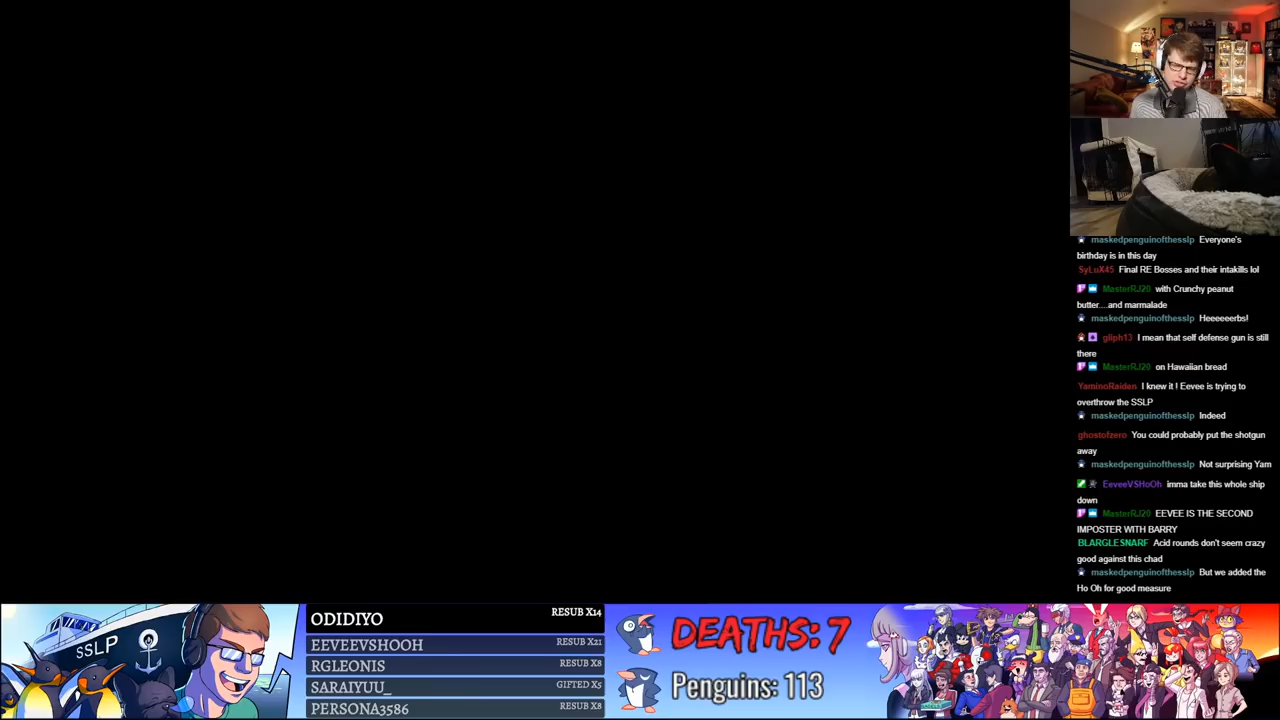 maskedpenguinofthesslp Everyone's
birthday is in this day
SyLuX45 Final RE Bosses and their intakills lol
MasterRJ20 with Crunchy peanut
butter....and marmalade
maskedpenguinofthesslp Heeeeeerbs!
gliph13 I mean that self defense gun is still
there
MasterRJ20 on Hawaiian bread
YaminoRaiden I knew it ! Eevee is trying to
overthrow the SSLP
maskedpenguinofthesslp Indeed
ghostofzero You could probably put the shotgun
away
maskedpenguinofthesslp Not surprising Yam
EeveeVSHoOh imma take this whole ship
down
MasterRJ20 EEVEE IS THE SECOND
IMPOSTER WITH BARRY
BLARGLESNARF Acid rounds don't seem crazy
good against this chad
maskedpenguinofthesslp But we added the
Ho Oh for good measure
SSLP
ODIDIYO RESUB X14
EEVEEVSHOOH RESUB X21
RGLEONIS RESUB X8
SARAIYUU_ GIFTED X5
PERSONA3586 RESUB X8
DEATHS: 7
Penguins: 113